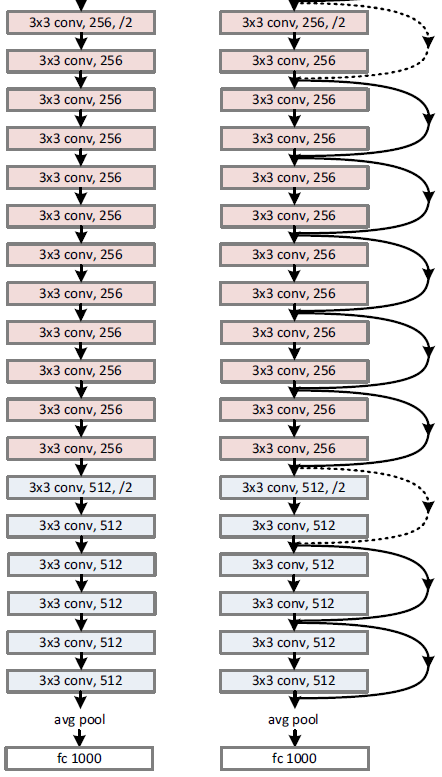 3x3 conv, 256, /2
3x3 conv, 256
3x3 conv, 256
3x3 conv, 256
3x3 conv, 256
3x3 conv, 256
3x3 conv, 256
3x3 conv, 256
3x3 conv, 256
3x3 conv, 256
3x3 conv, 256
3x3 conv, 256
3x3 conv, 512, /2
3x3 conv, 512
3x3 conv, 512
3x3 conv, 512
3x3 conv, 512
3x3 conv, 512
avg pool
fc 1000
3x3 conv, 256, /2
3x3 conv, 256
3x3 conv, 256
3x3 conv, 256
3x3 conv, 256
3x3 conv, 256
3x3 conv, 256
3x3 conv, 256
3x3 conv, 256
3x3 conv, 256
3x3 conv, 256
3x3 conv, 256
3x3 conv, 512, /2
3x3 conv, 512
3x3 conv, 512
3x3 conv, 512
3x3 conv, 512
3x3 conv, 512
avg pool
fc 1000